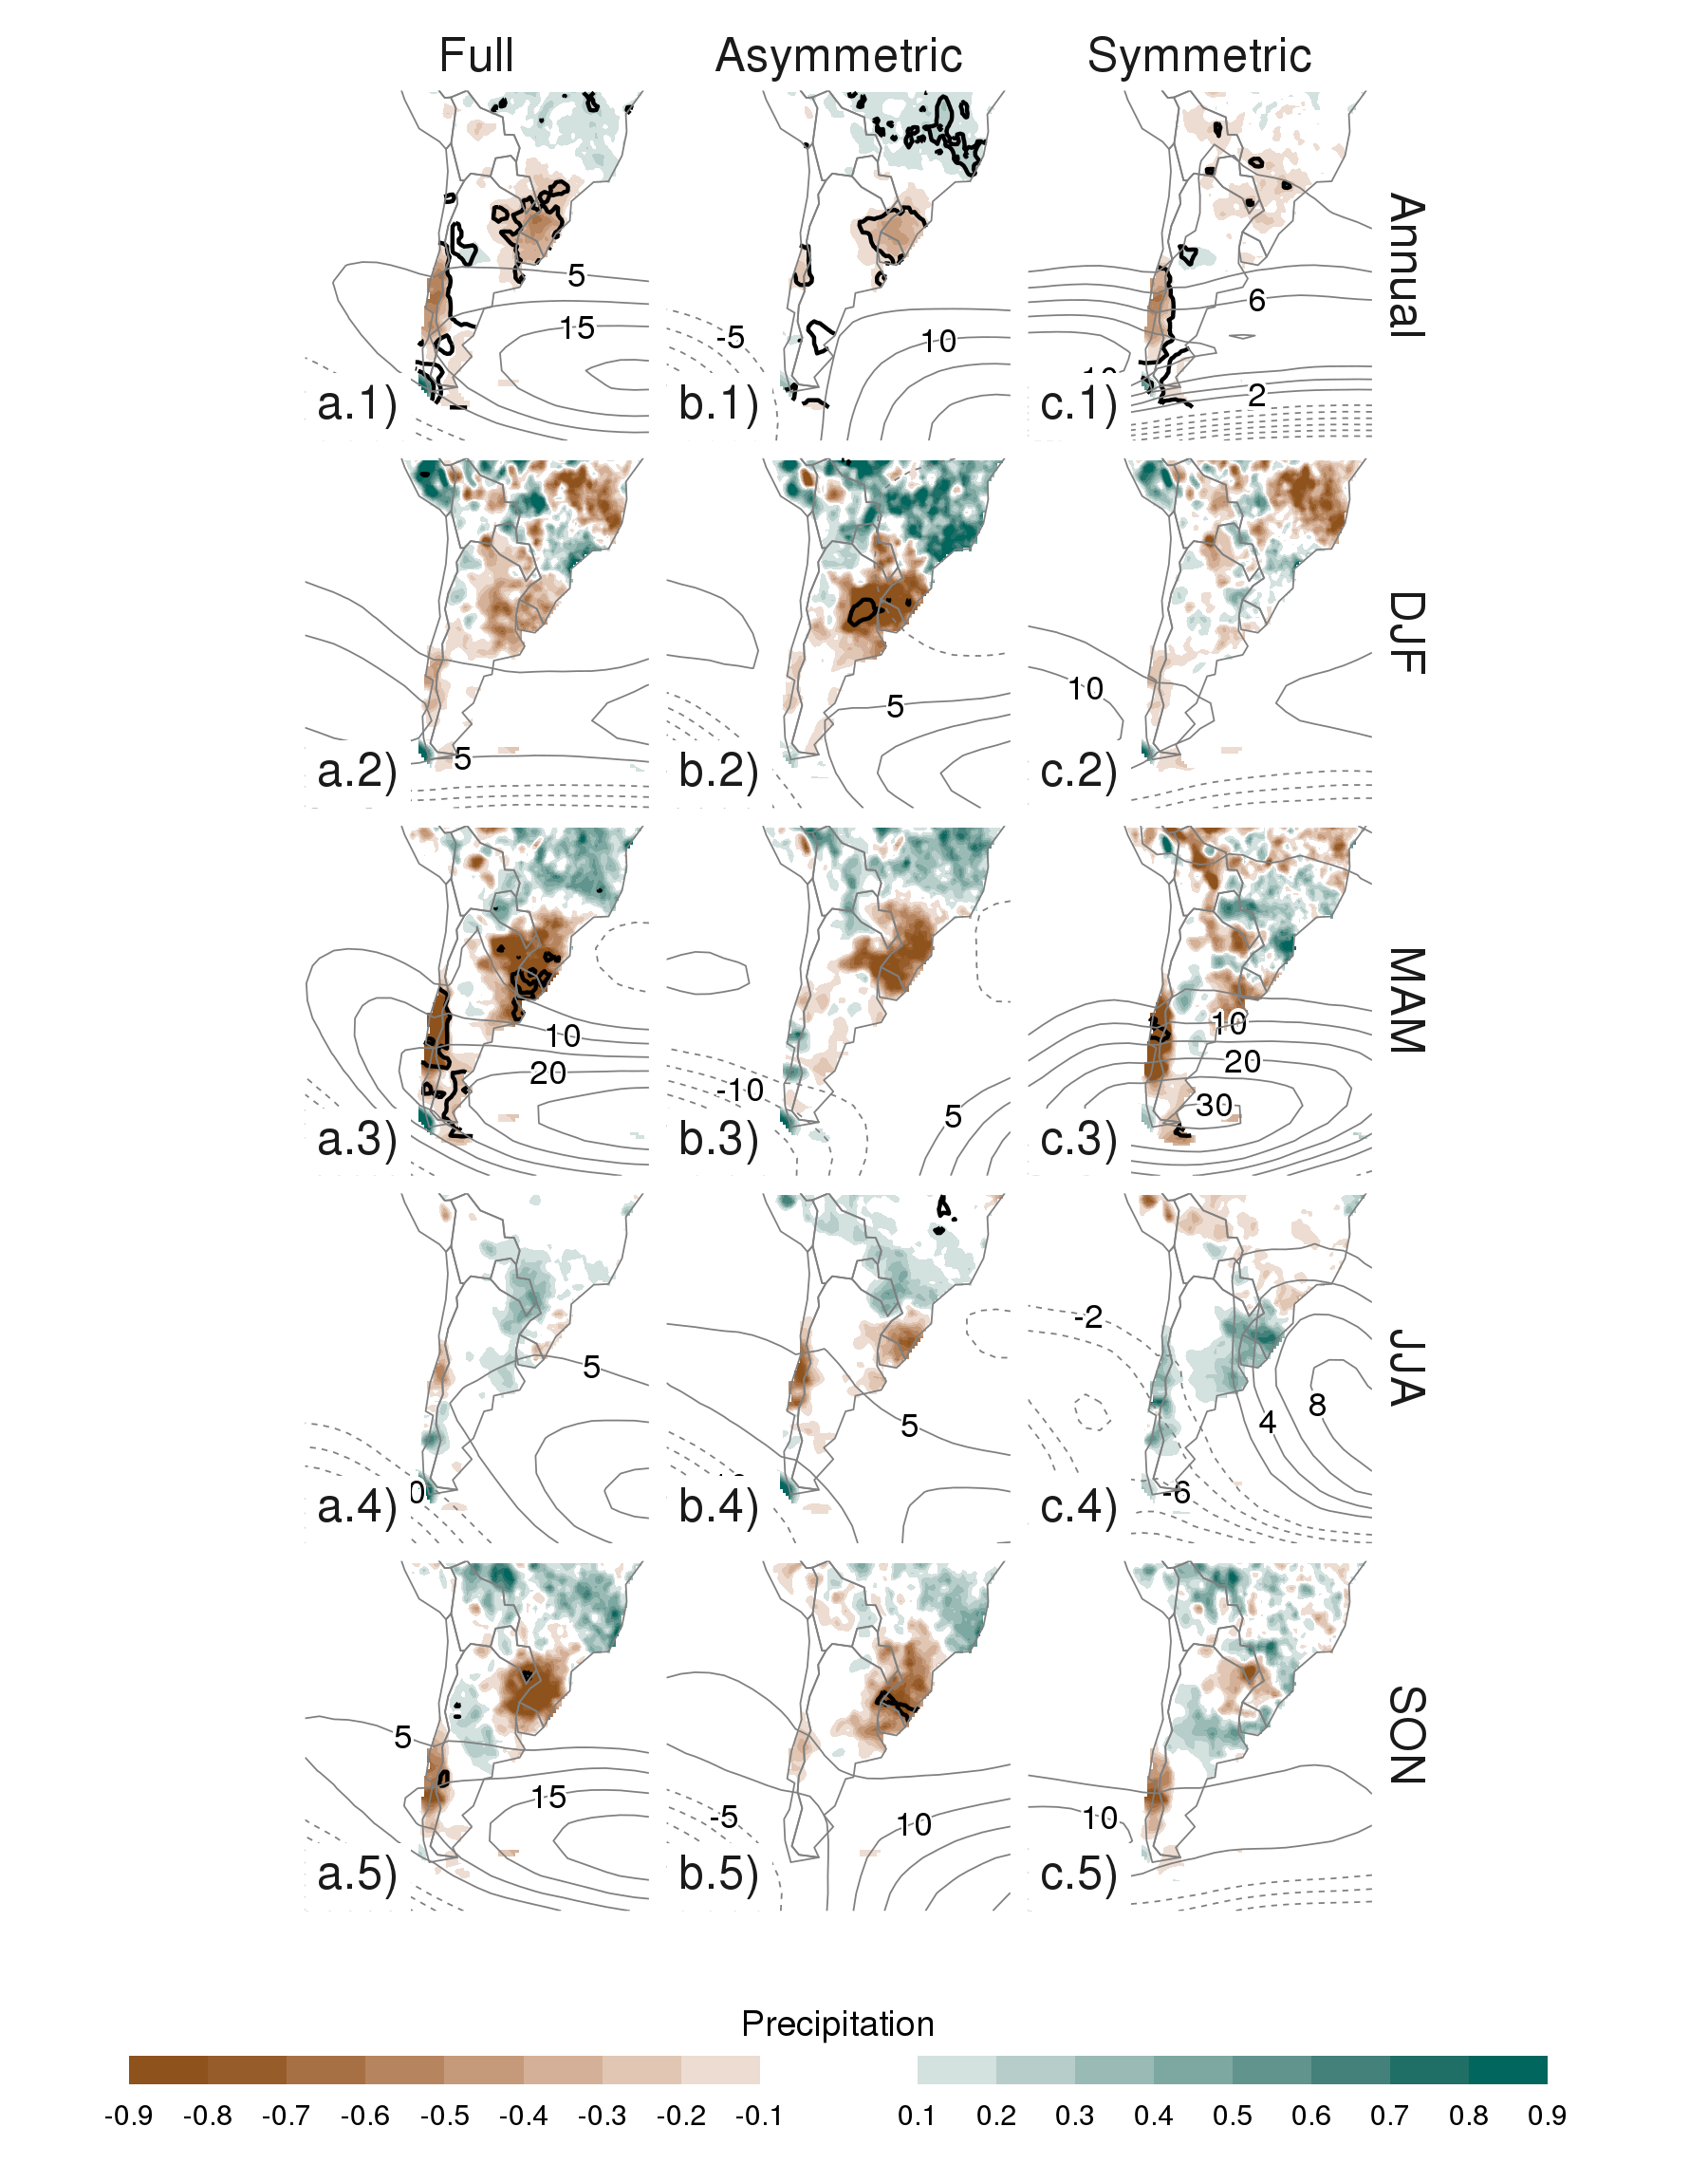 Full Asymmetric Symmetric
Annual
5
15
a.1)
-5
10
b.1)
6
2
c.1)
DJF
5
a.2)
5
b.2)
10
c.2)
MAM
10
20
a.3)
-10
5
b.3)
10
20
30
c.3)
JJA
5
0
a.4)
5
b.4)
-2
8
4
-6
c.4)
SON
5
15
a.5)
-5
10
b.5)
10
c.5)
Precipitation
-0.9 -0.8 -0.7 -0.6 -0.5 -0.4 -0.3 -0.2 -0.1 0.1 0.2 0.3 0.4 0.5 0.6 0.7 0.8 0.9